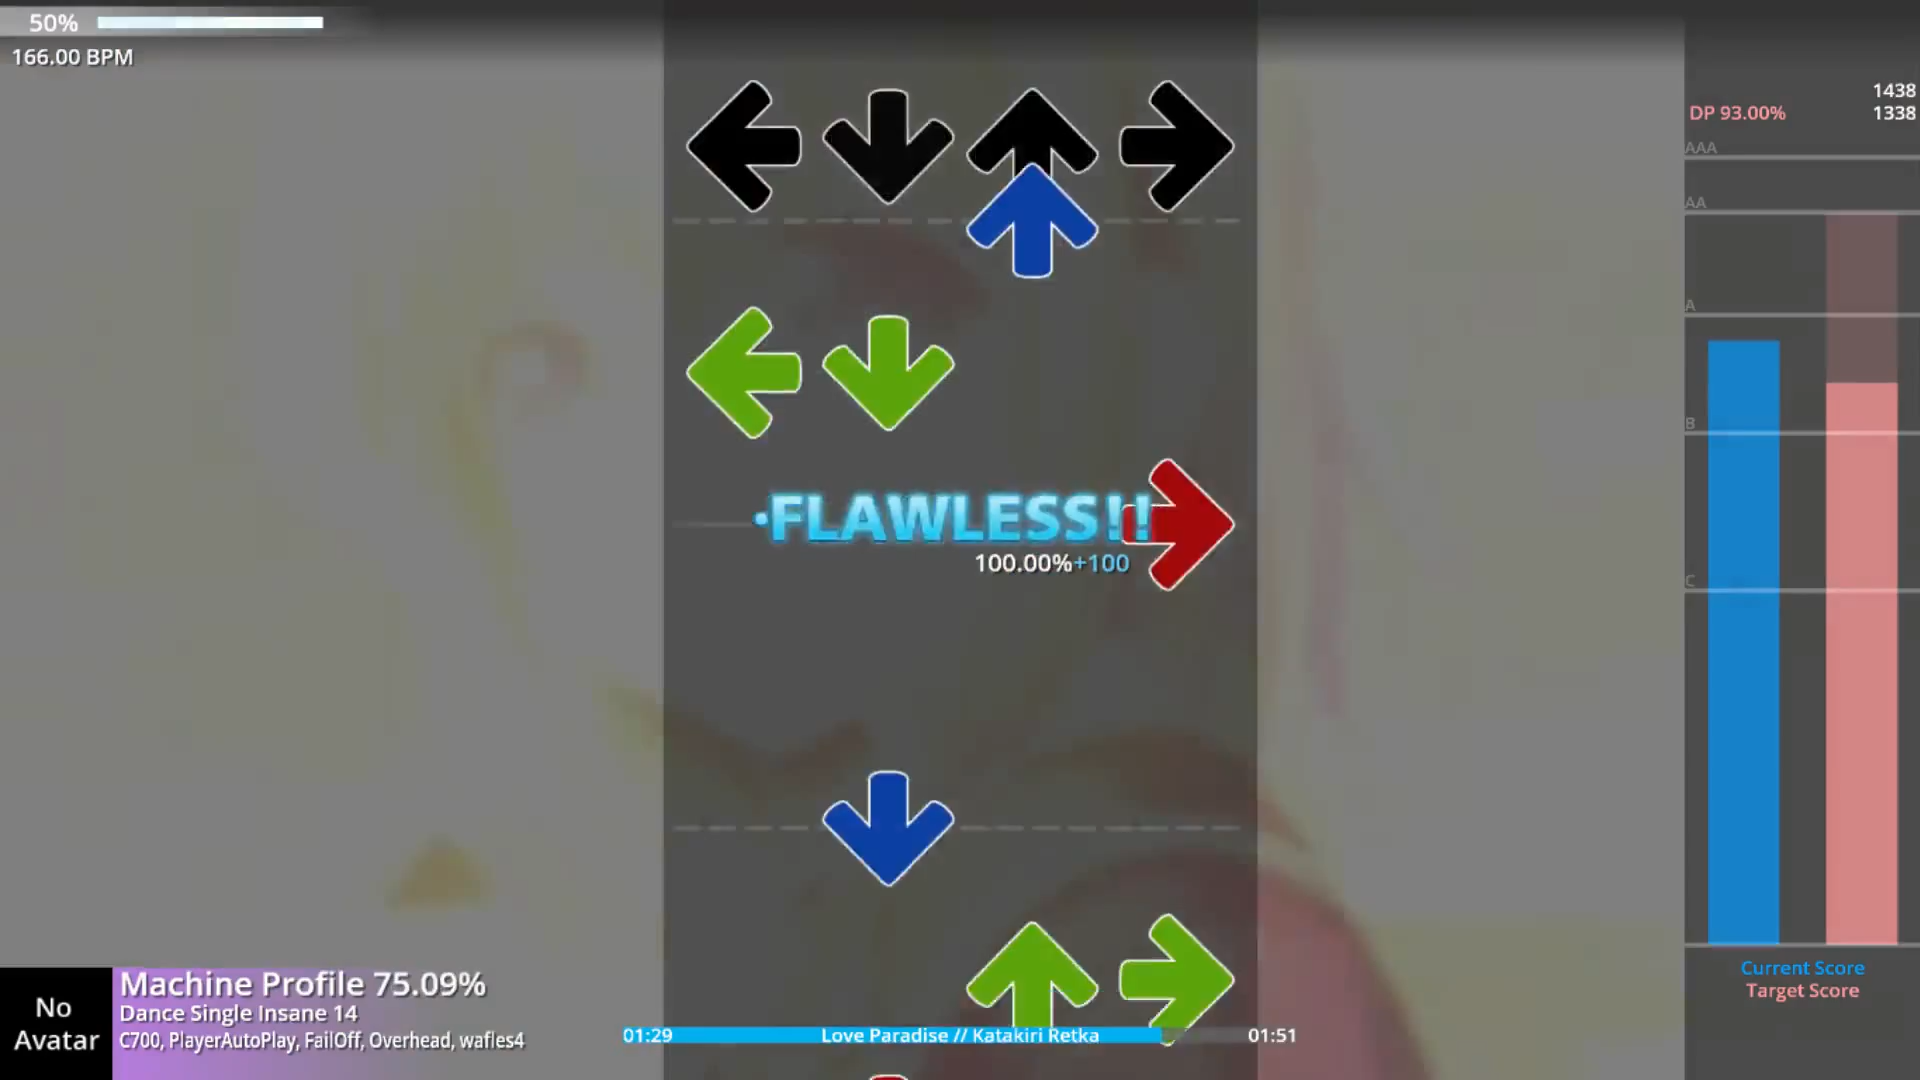 50%
166.00 BPM
1438
DP 93.00%
1338
AAA
AA
A
B
C
FLAWLESS!!
100.00%+100
Current Score
Target Score
No
Avatar
Machine Profile 75.09%
Dance Single Insane 14
C700, PlayerAutoPlay, FailOff, Overhead, wafles4
01:29
Love Paradise // Katakiri Retka
01:51